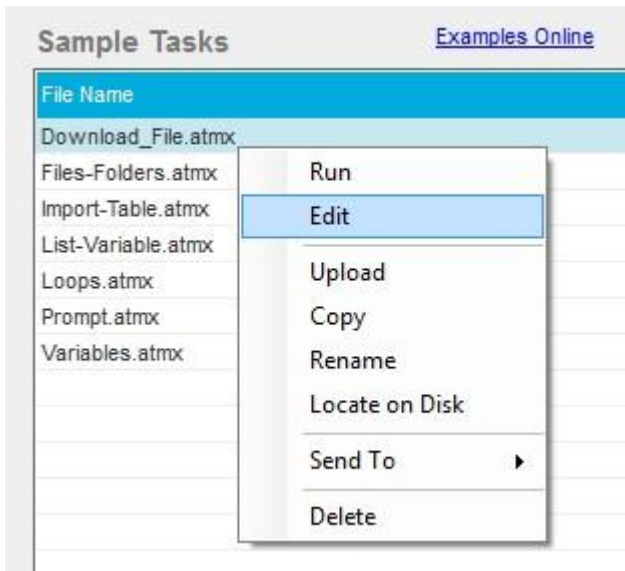 Sample Tasks
Examples Online
File Name
Download_File.atmx
Files-Folders.atmx
Import-Table.atmx
List-Variable.atmx
Loops.atmx
Prompt.atmx
Variables.atmx
Run
Edit
Upload
Copy
Rename
Locate on Disk
Send To
Delete